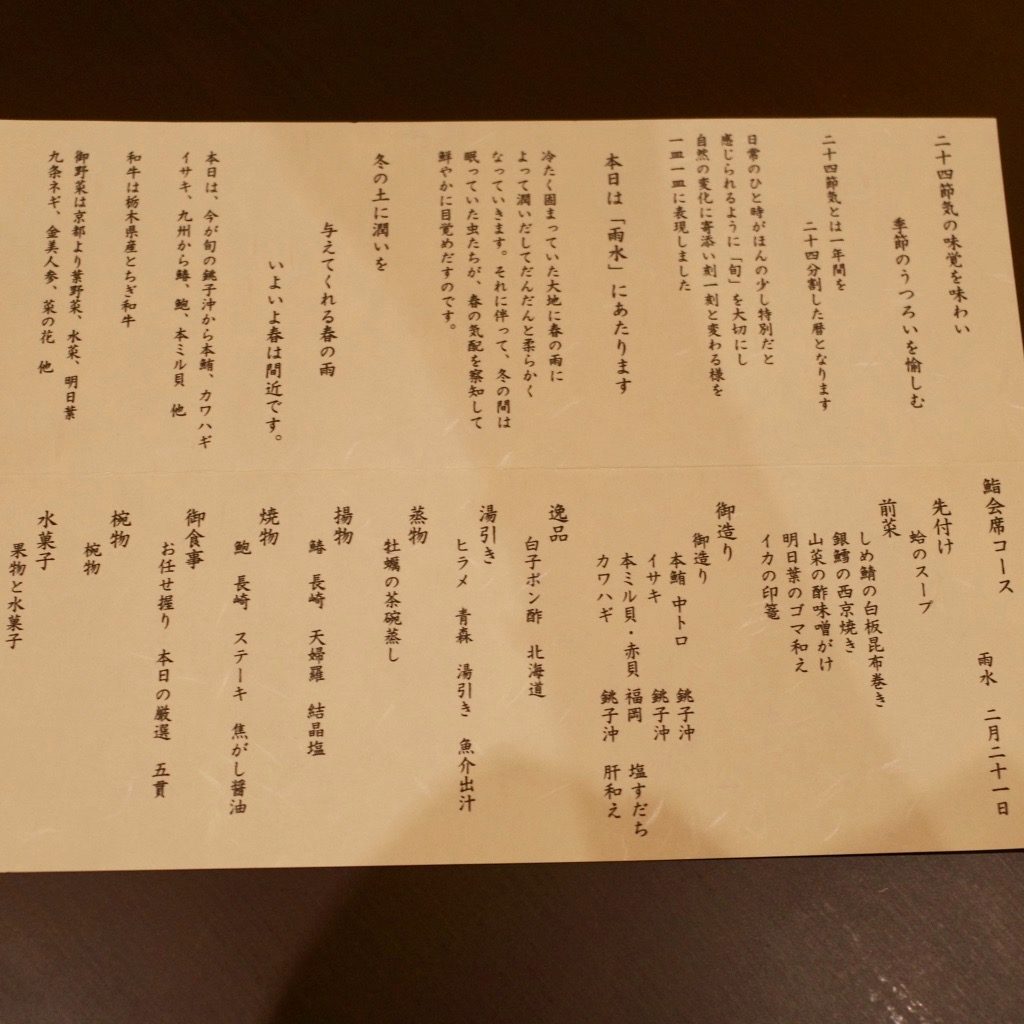 二十四節気の味覚を味わい
季節のうつろいを愉しむ
二十四節気とは一年間を
二十四分割した暦となります
日常のひと時がほんの少し特別だと
感じられるように「旬」を大切にし
自然の変化に寄添い刻一刻と変わる様を
一皿一皿に表現しました
本日は「雨水」にあたります
冷たく固まっていた大地に春の雨に
よって潤いだしてだんだんと柔らかく
なっていきます。それに伴って、冬の間は
眠っていた虫たちが、春の気配を察知して
鮮やかに目覚めだすのです。
冬の土に潤いを
与えてくれる春の雨
いよいよ春は間近です。
本日は、今が旬の銚子沖から本鮪、カワハギ
イサキ、九州から鰆、鮑、本ミル貝 他
和牛は栃木県産とちぎ和牛
御野菜は京都より葉野菜、水菜、明日葉
九条ネギ、金美人参、菜の花 他
鮨会席コース 雨水 二月二十一日
先付け
蛤のスープ
前菜
しめ鯖の白板昆布巻き
銀鱈の西京焼き
山菜の酢味噌がけ
明日葉のゴマ和え
イカの印篭
御造り
御造り
本鮪 中トロ 銚子沖
イサキ 銚子沖
本ミル貝・赤貝 福岡 塩すだち
カワハギ 銚子沖 肝和え
逸品
白子ポン酢 北海道
湯引き
ヒラメ 青森 湯引き 魚介出汁
蒸物
牡蠣の茶碗蒸し
揚物
鰆 長崎 天婦羅 結晶塩
焼物
鮑 長崎 ステーキ 焦がし醤油
御食事
お任せ握り 本日の厳選 五貫
椀物
椀物
水菓子
果物と水菓子